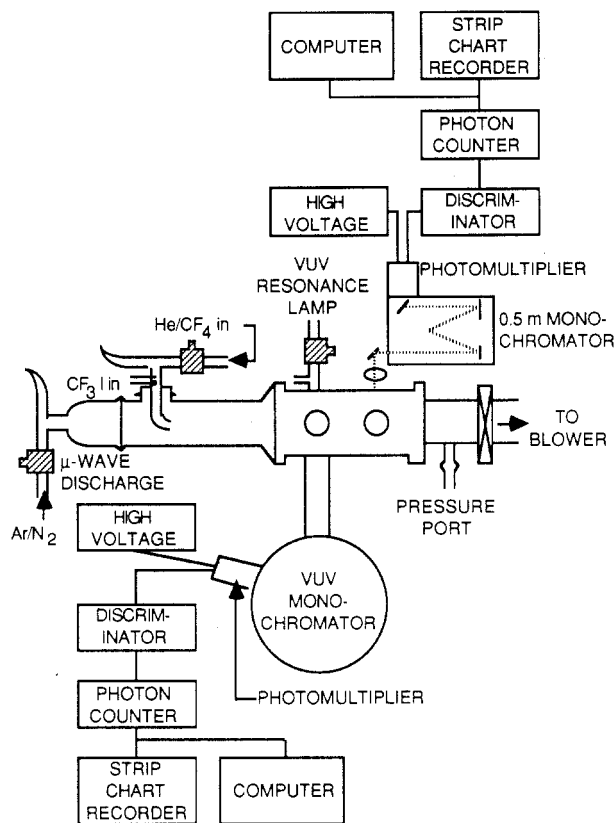 COMPUTER
STRIP
CHART
RECORDER
PHOTON
COUNTER
HIGH
VOLTAGE
DISCRIM-
INATOR
VUV
RESONANCE
LAMP
PHOTOMULTIPLIER
0.5 m MONO-
CHROMATOR
He/CF4 in
CF3 I in
TO
BLOWER
μ-WAVE
DISCHARGE
Ar/N2
PRESSURE
PORT
HIGH
VOLTAGE
VUV
MONO-
CHROMATOR
DISCRIM-
INATOR
PHOTON
COUNTER
PHOTOMULTIPLIER
STRIP
CHART
RECORDER
COMPUTER